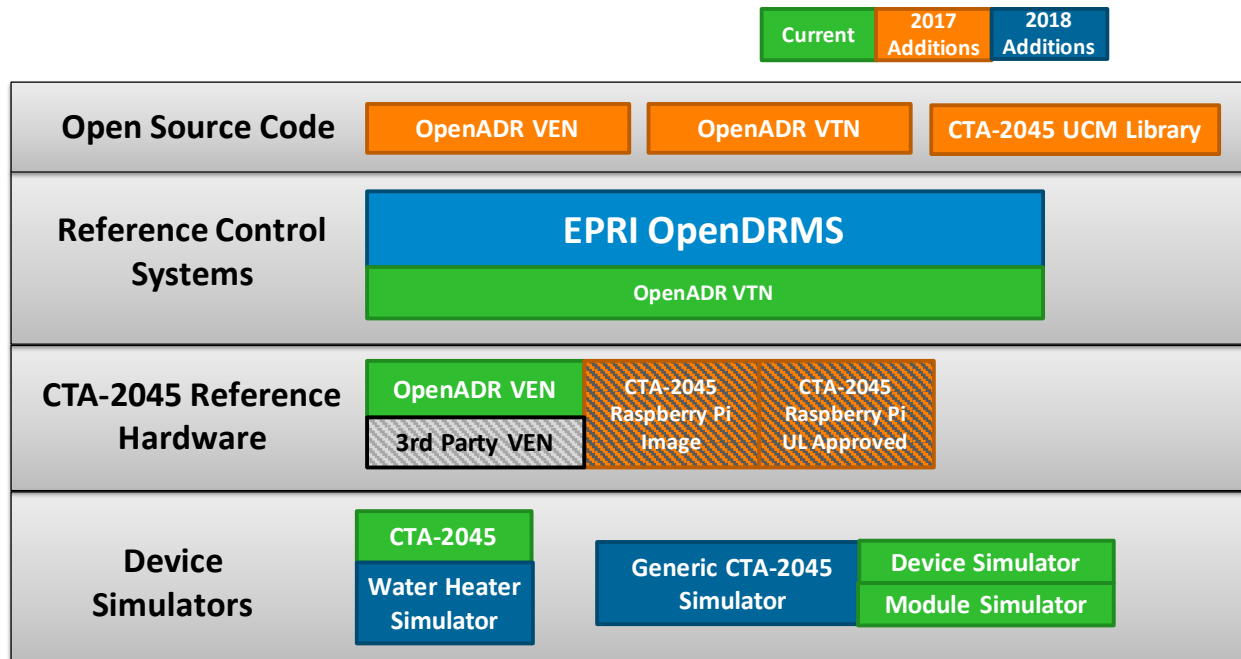 Current
2017
Additions
2018
Additions
Open Source Code
OpenADR VEN
OpenADR VTN
CTA-2045 UCM Library
Reference Control
Systems
EPRI OpenDRMS
OpenADR VTN
CTA-2045 Reference
Hardware
OpenADR VEN
3rd Party VEN
CTA-2045
Raspberry Pi
Image
CTA-2045
Raspberry Pi
UL Approved
Device
Simulators
CTA-2045
Water Heater
Simulator
Generic CTA-2045
Simulator
Device Simulator
Module Simulator